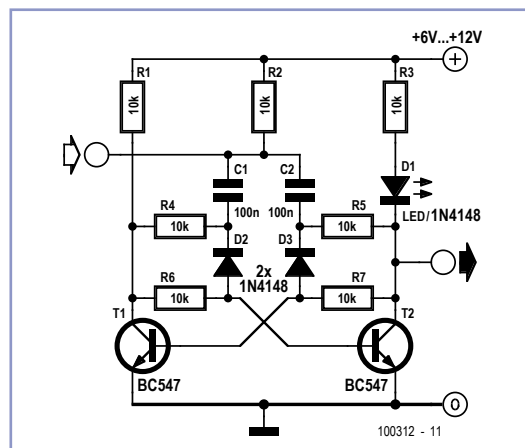 +6V...+12V
R1
R2
R3
10k
10k
10k
C1
C2
D1
100n
100n
R4
R5
10k
10k
LED/1N4148
D2
D3
2x
1N4148
R6
R7
10k
10k
T1
T2
BC547
BC547
0
100312 - 11